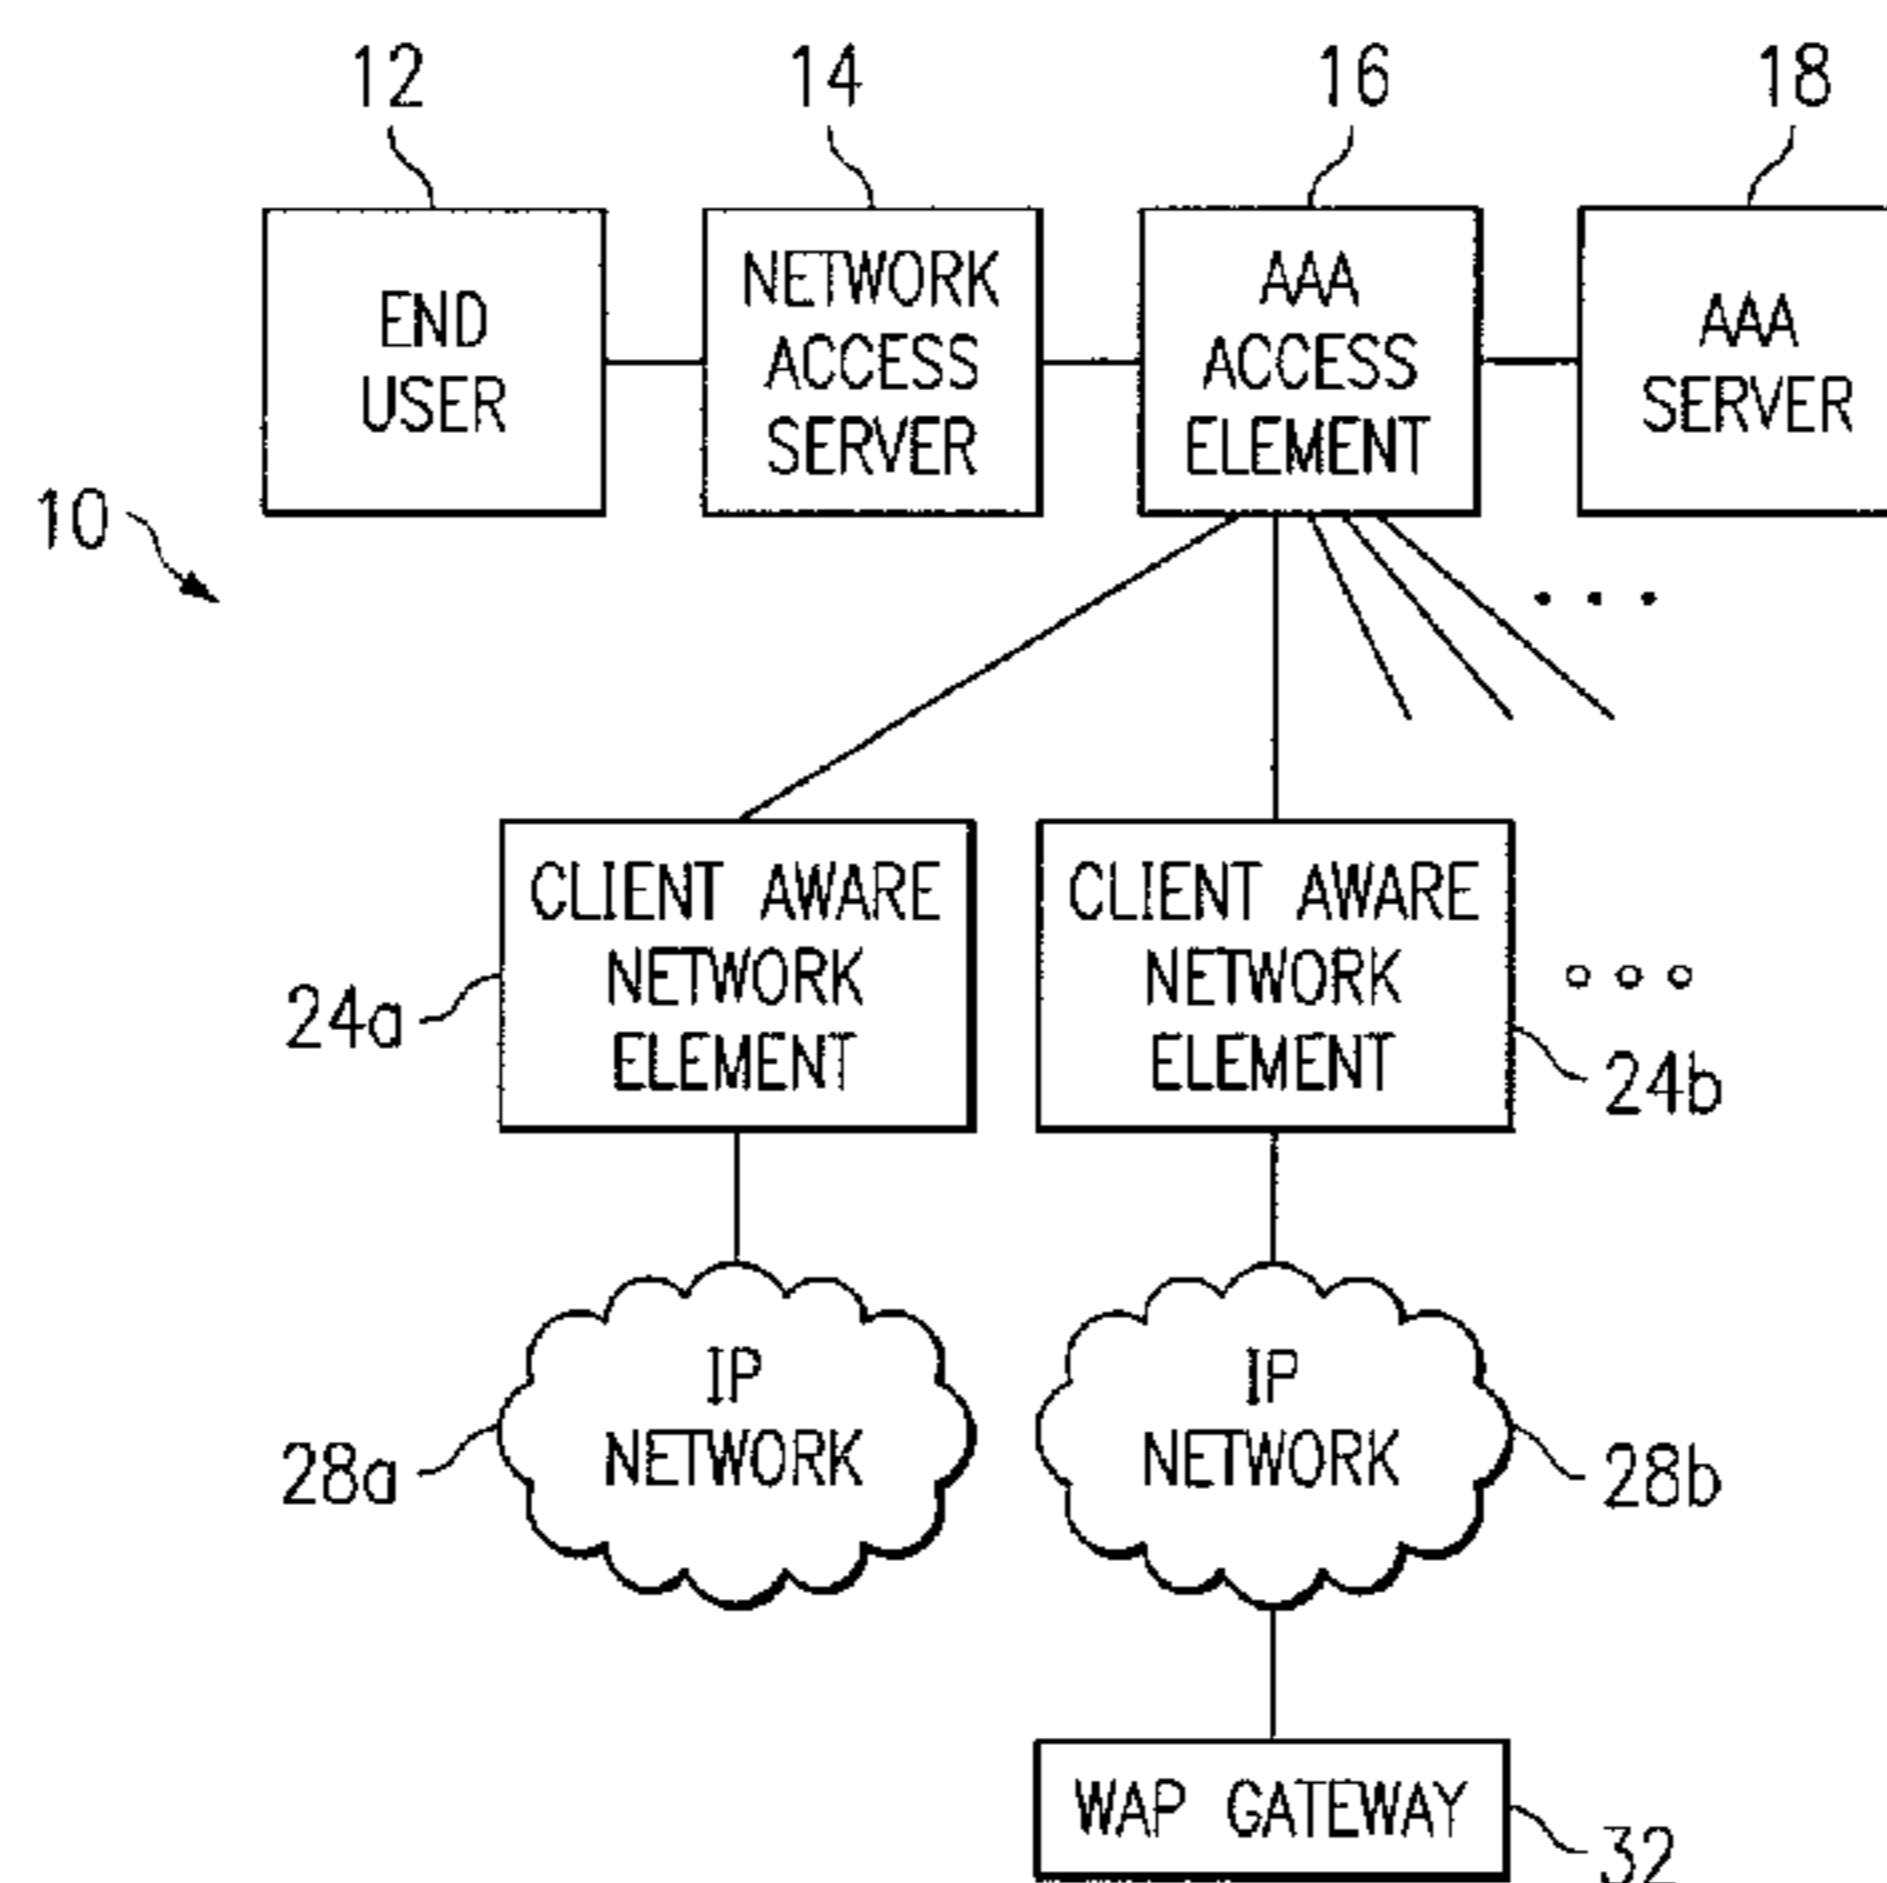 12
14
16
18
END
USER
NETWORK
ACCESS
SERVER
AAA
ACCESS
ELEMENT
AAA
SERVER
10
CLIENT AWARE
NETWORK
ELEMENT
24a
CLIENT AWARE
NETWORK
ELEMENT
24b
IP
NETWORK
28a
IP
NETWORK
28b
WAP GATEWAY
32